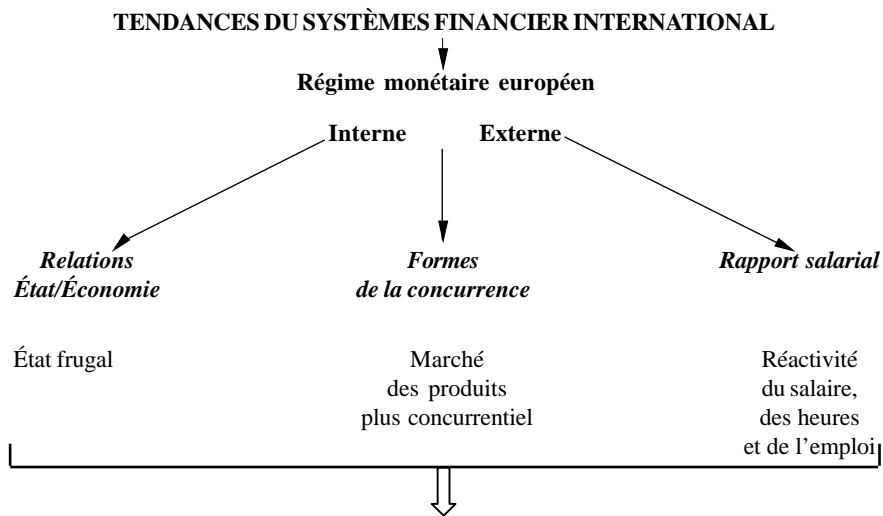 TENDANCES DU SYSTÈMES FINANCIER INTERNATIONAL
Régime monétaire européen
Interne Externe
Relations
État/Économie
Formes
de la concurrence
Rapport salarial
État frugal
Marché
des produits
plus concurrentiel
Réactivité
du salaire,
des heures
et de l'emploi